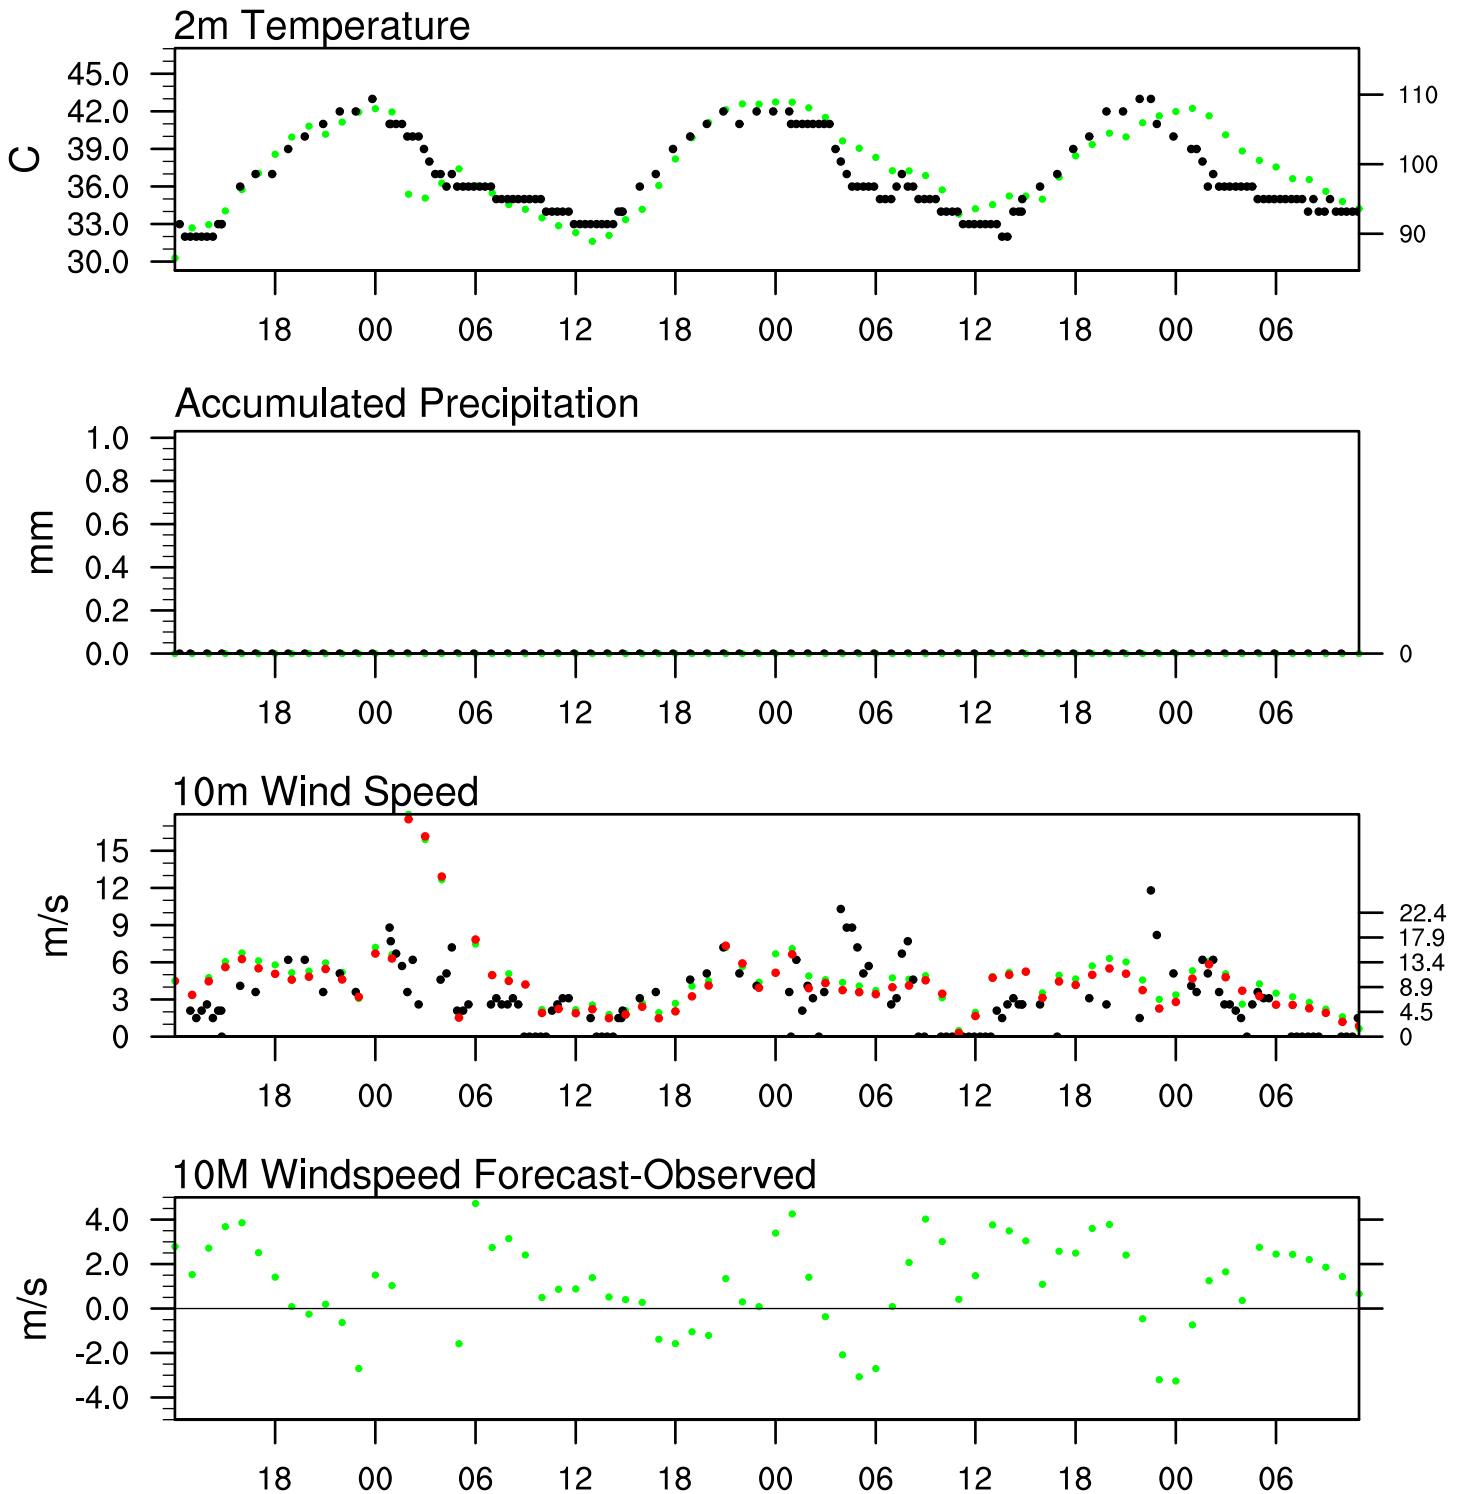 2m Temperature
45.0
42.0
39.0
36.0
33.0
30.0
C
110
100
90
18 00 06 12 18 00 06 12 18 00 06
Accumulated Precipitation
1.0
0.8
0.6
0.4
0.2
0.0
mm
0
18 00 06 12 18 00 06 12 18 00 06
10m Wind Speed
15
12
9
6
3
0
m/s
22.4
17.9
13.4
8.9
4.5
0
18 00 06 12 18 00 06 12 18 00 06
10M Windspeed Forecast-Observed
4.0
2.0
0.0
-2.0
-4.0
m/s
18 00 06 12 18 00 06 12 18 00 06